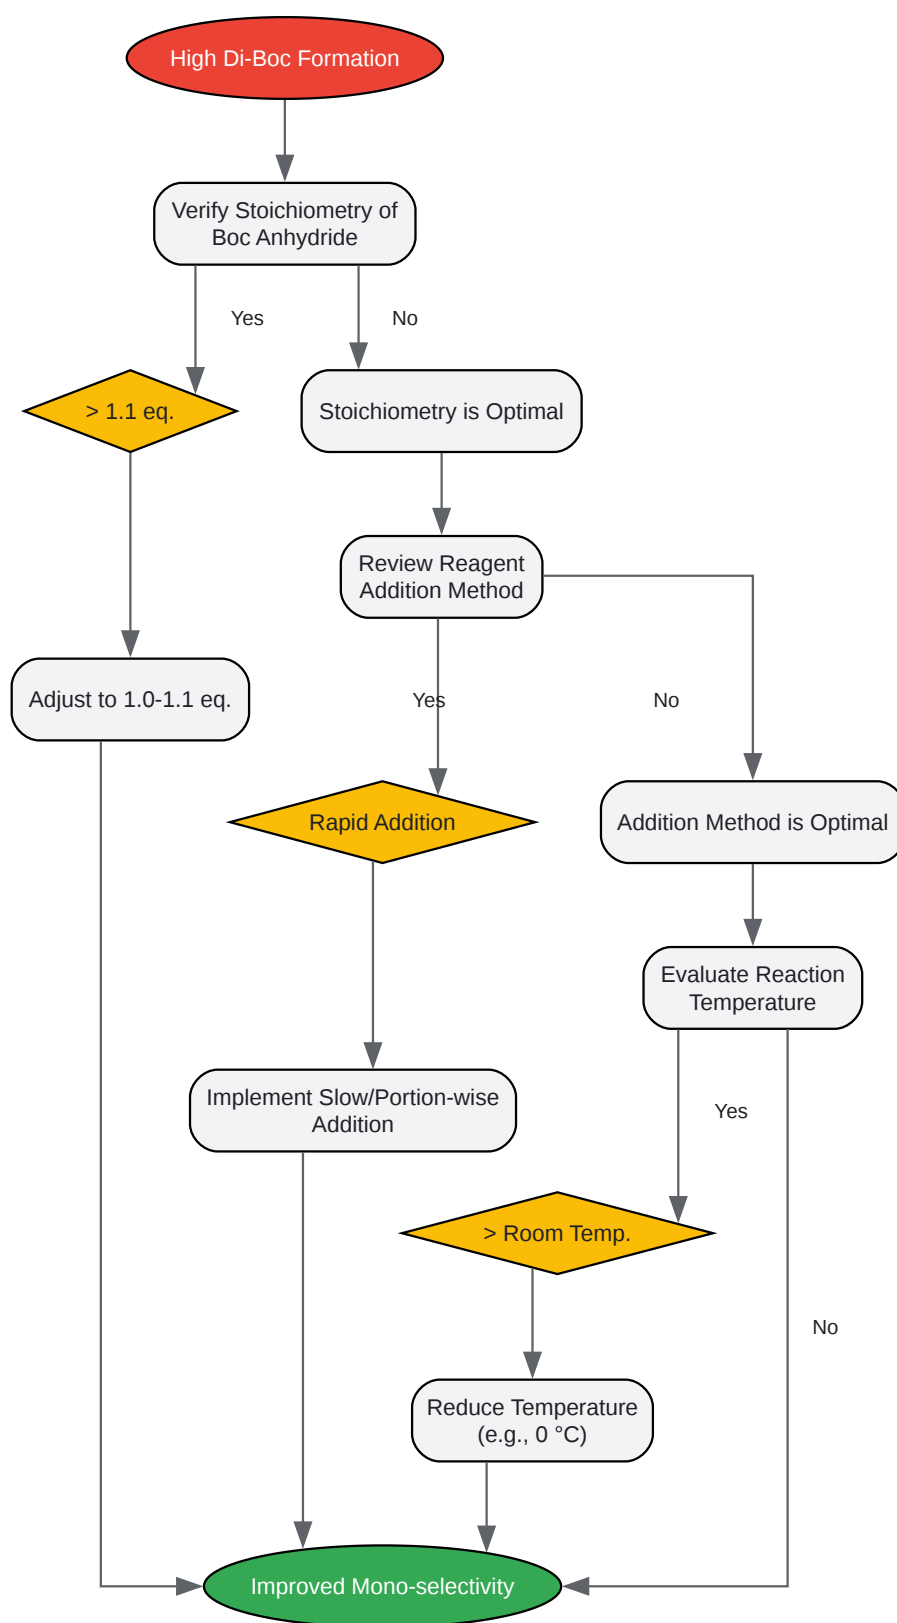 High Di-Boc Formation
Verify Stoichiometry of
Boc Anhydride
Yes
No
> 1.1 eq.
Stoichiometry is Optimal
Review Reagent
Addition Method
Adjust to 1.0-1.1 eq.
Yes
No
Rapid Addition
Addition Method is Optimal
Evaluate Reaction
Temperature
Implement Slow/Portion-wise
Addition
Yes
> Room Temp.
No
Reduce Temperature
(e.g., 0 °C)
Improved Mono-selectivity